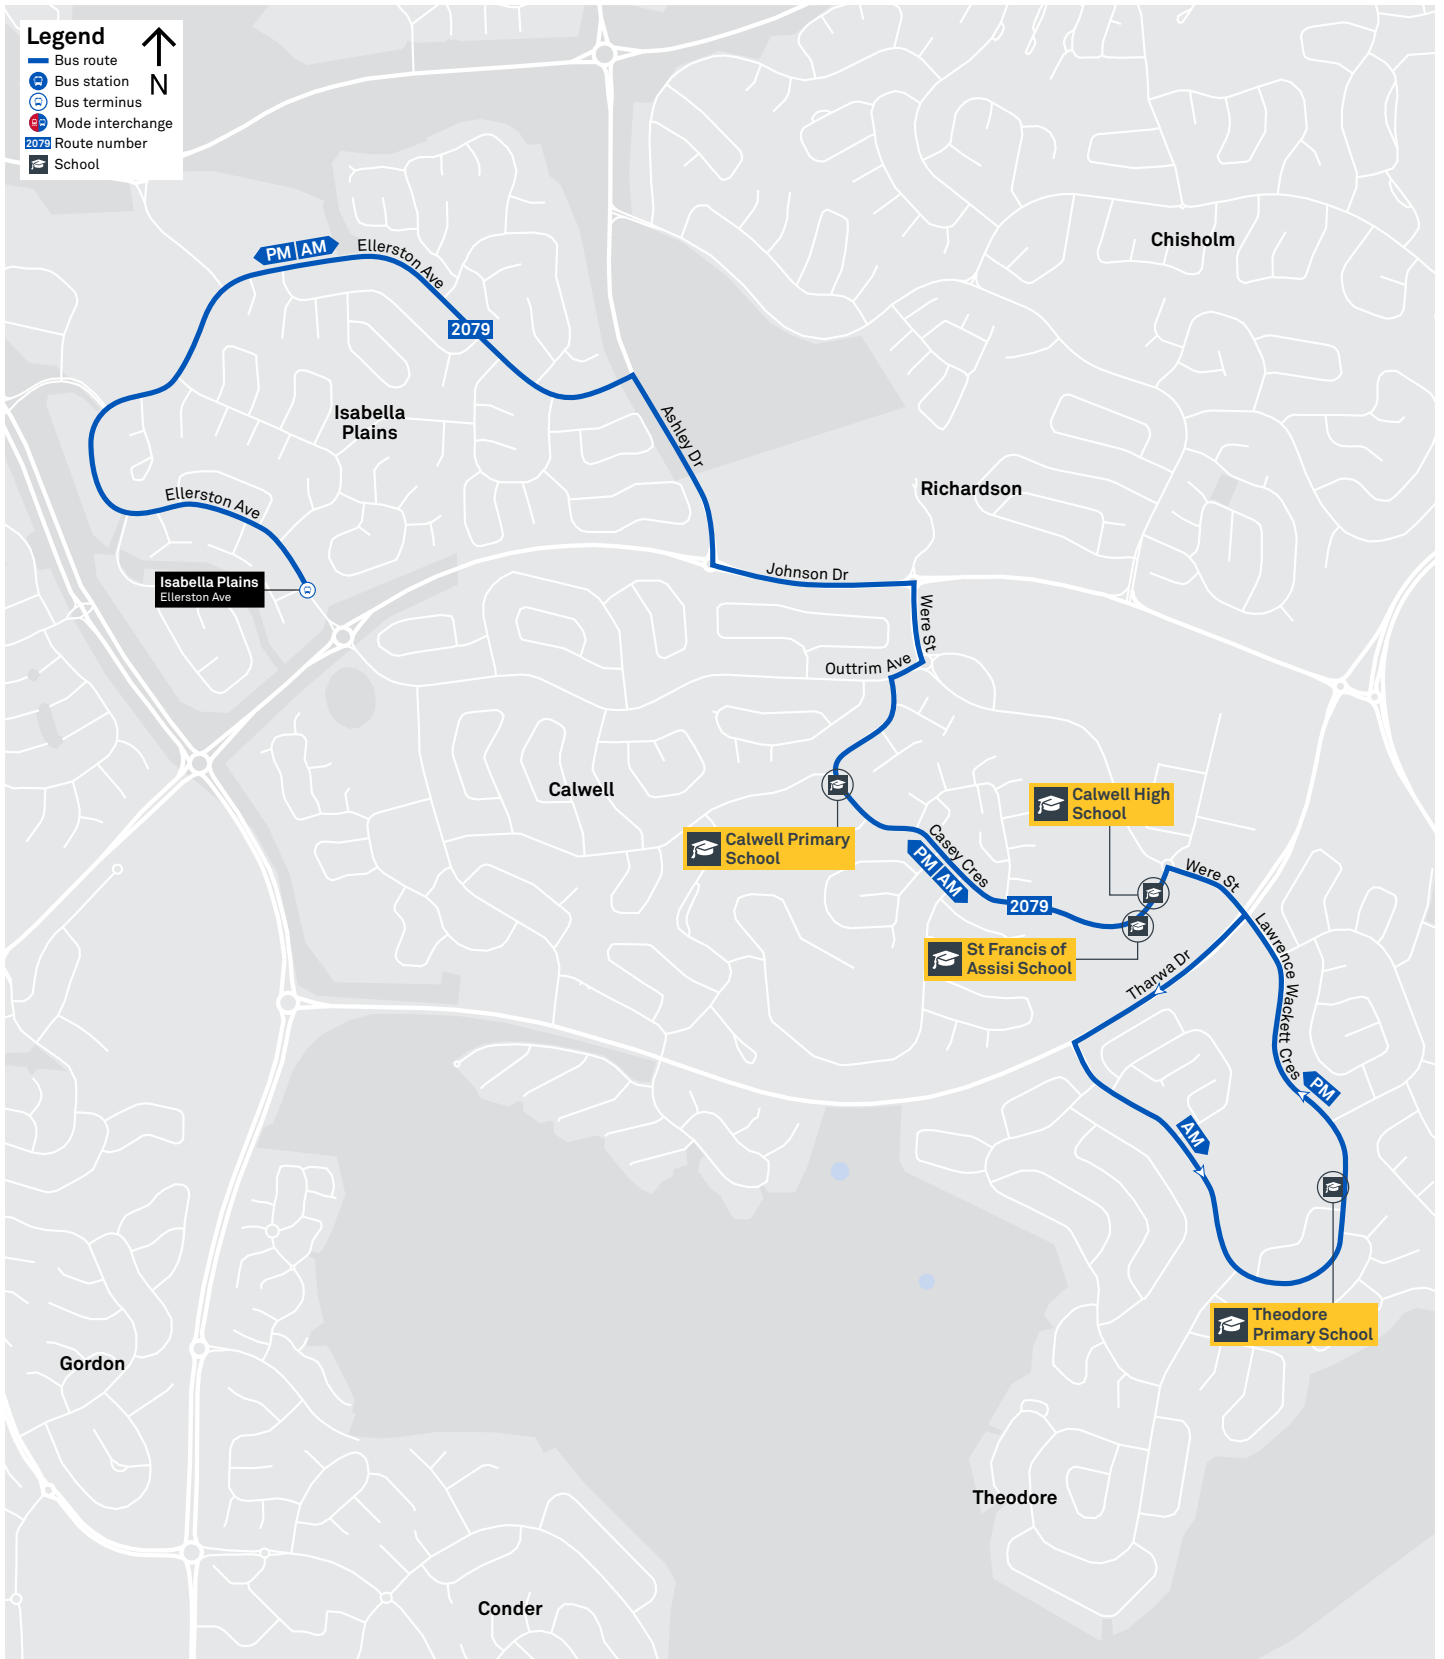 Legend
N
Bus route
Bus station
Bus terminus
Mode interchange
2079 Route number
School
Chisholm
PM AM
Ellerston Ave
2079
Isabella
Plains
Ashley Dr
Richardson
Ellerston Ave
Isabella Plains
Ellerston Ave
Johnson Dr
Were St
Outtrim Ave
Calwell
Calwell High
School
Calwell Primary
School
Casey Cres
PM AM
2079
Were St
St Francis of
Assisi School
Lawrence Wackett Cres
Tharwa Dr
PM
AM
Theodore
Primary School
Gordon
Theodore
Conder